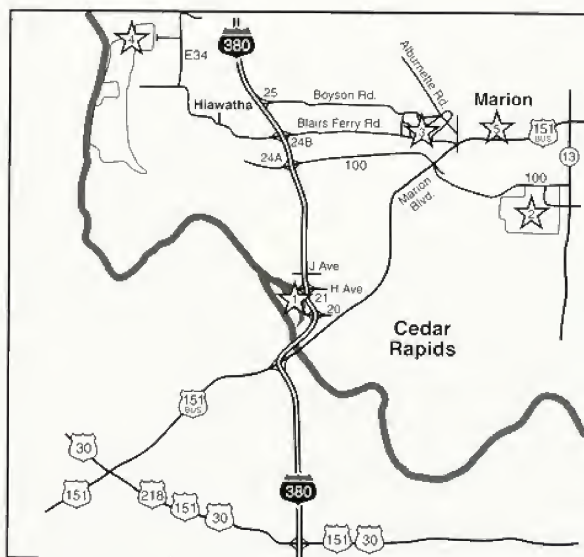 380
4
E34
Alburnette Rd.
25
Boyson Rd.
Marion
Hiawatha
Blairs Ferry Rd
3
5
151
BUS
24B
13
24A
100
Marion Blvd.
100
2
J Ave
H Ave
1
21
20
Cedar
Rapids
151
BUS
30
380
151
218
151
30
151
30